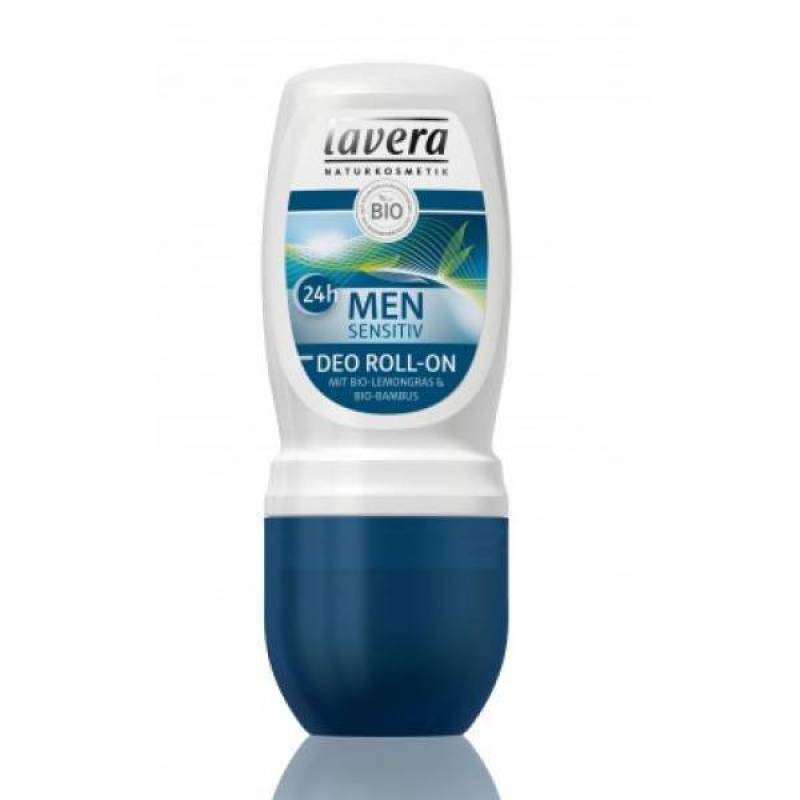 lavera
NATURKOSMETIK
BIO
24h
MEN
SENSITIV
DEO ROLL-ON
MIT BIO-LEMONGRAS &
BIO-BAMBUS